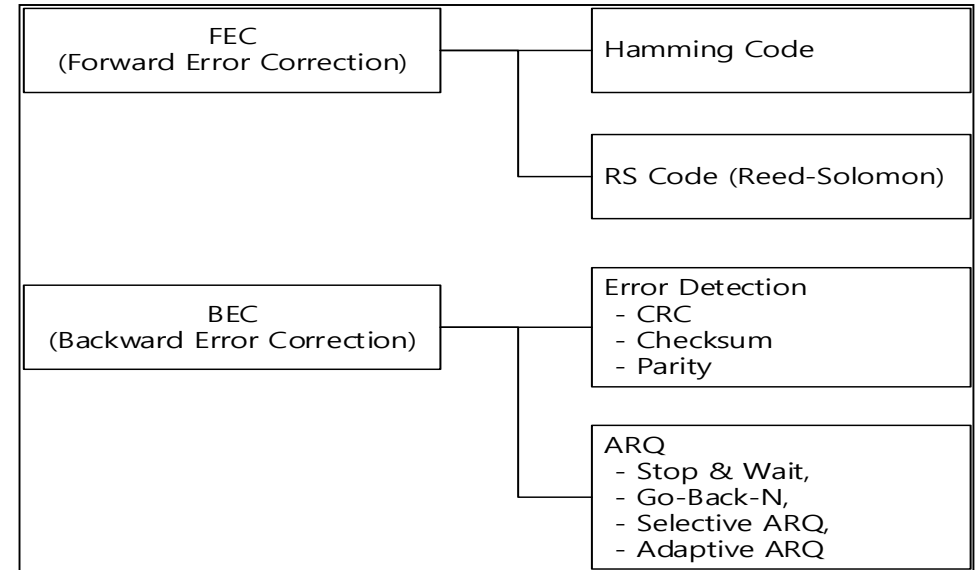 FEC
(Forward Error Correction)
Hamming Code
RS Code (Reed-Solomon)
BEC
(Backward Error Correction)
Error Detection
- CRC
- Checksum
- Parity
ARQ
- Stop & Wait,
- Go-Back-N,
- Selective ARQ,
- Adaptive ARQ